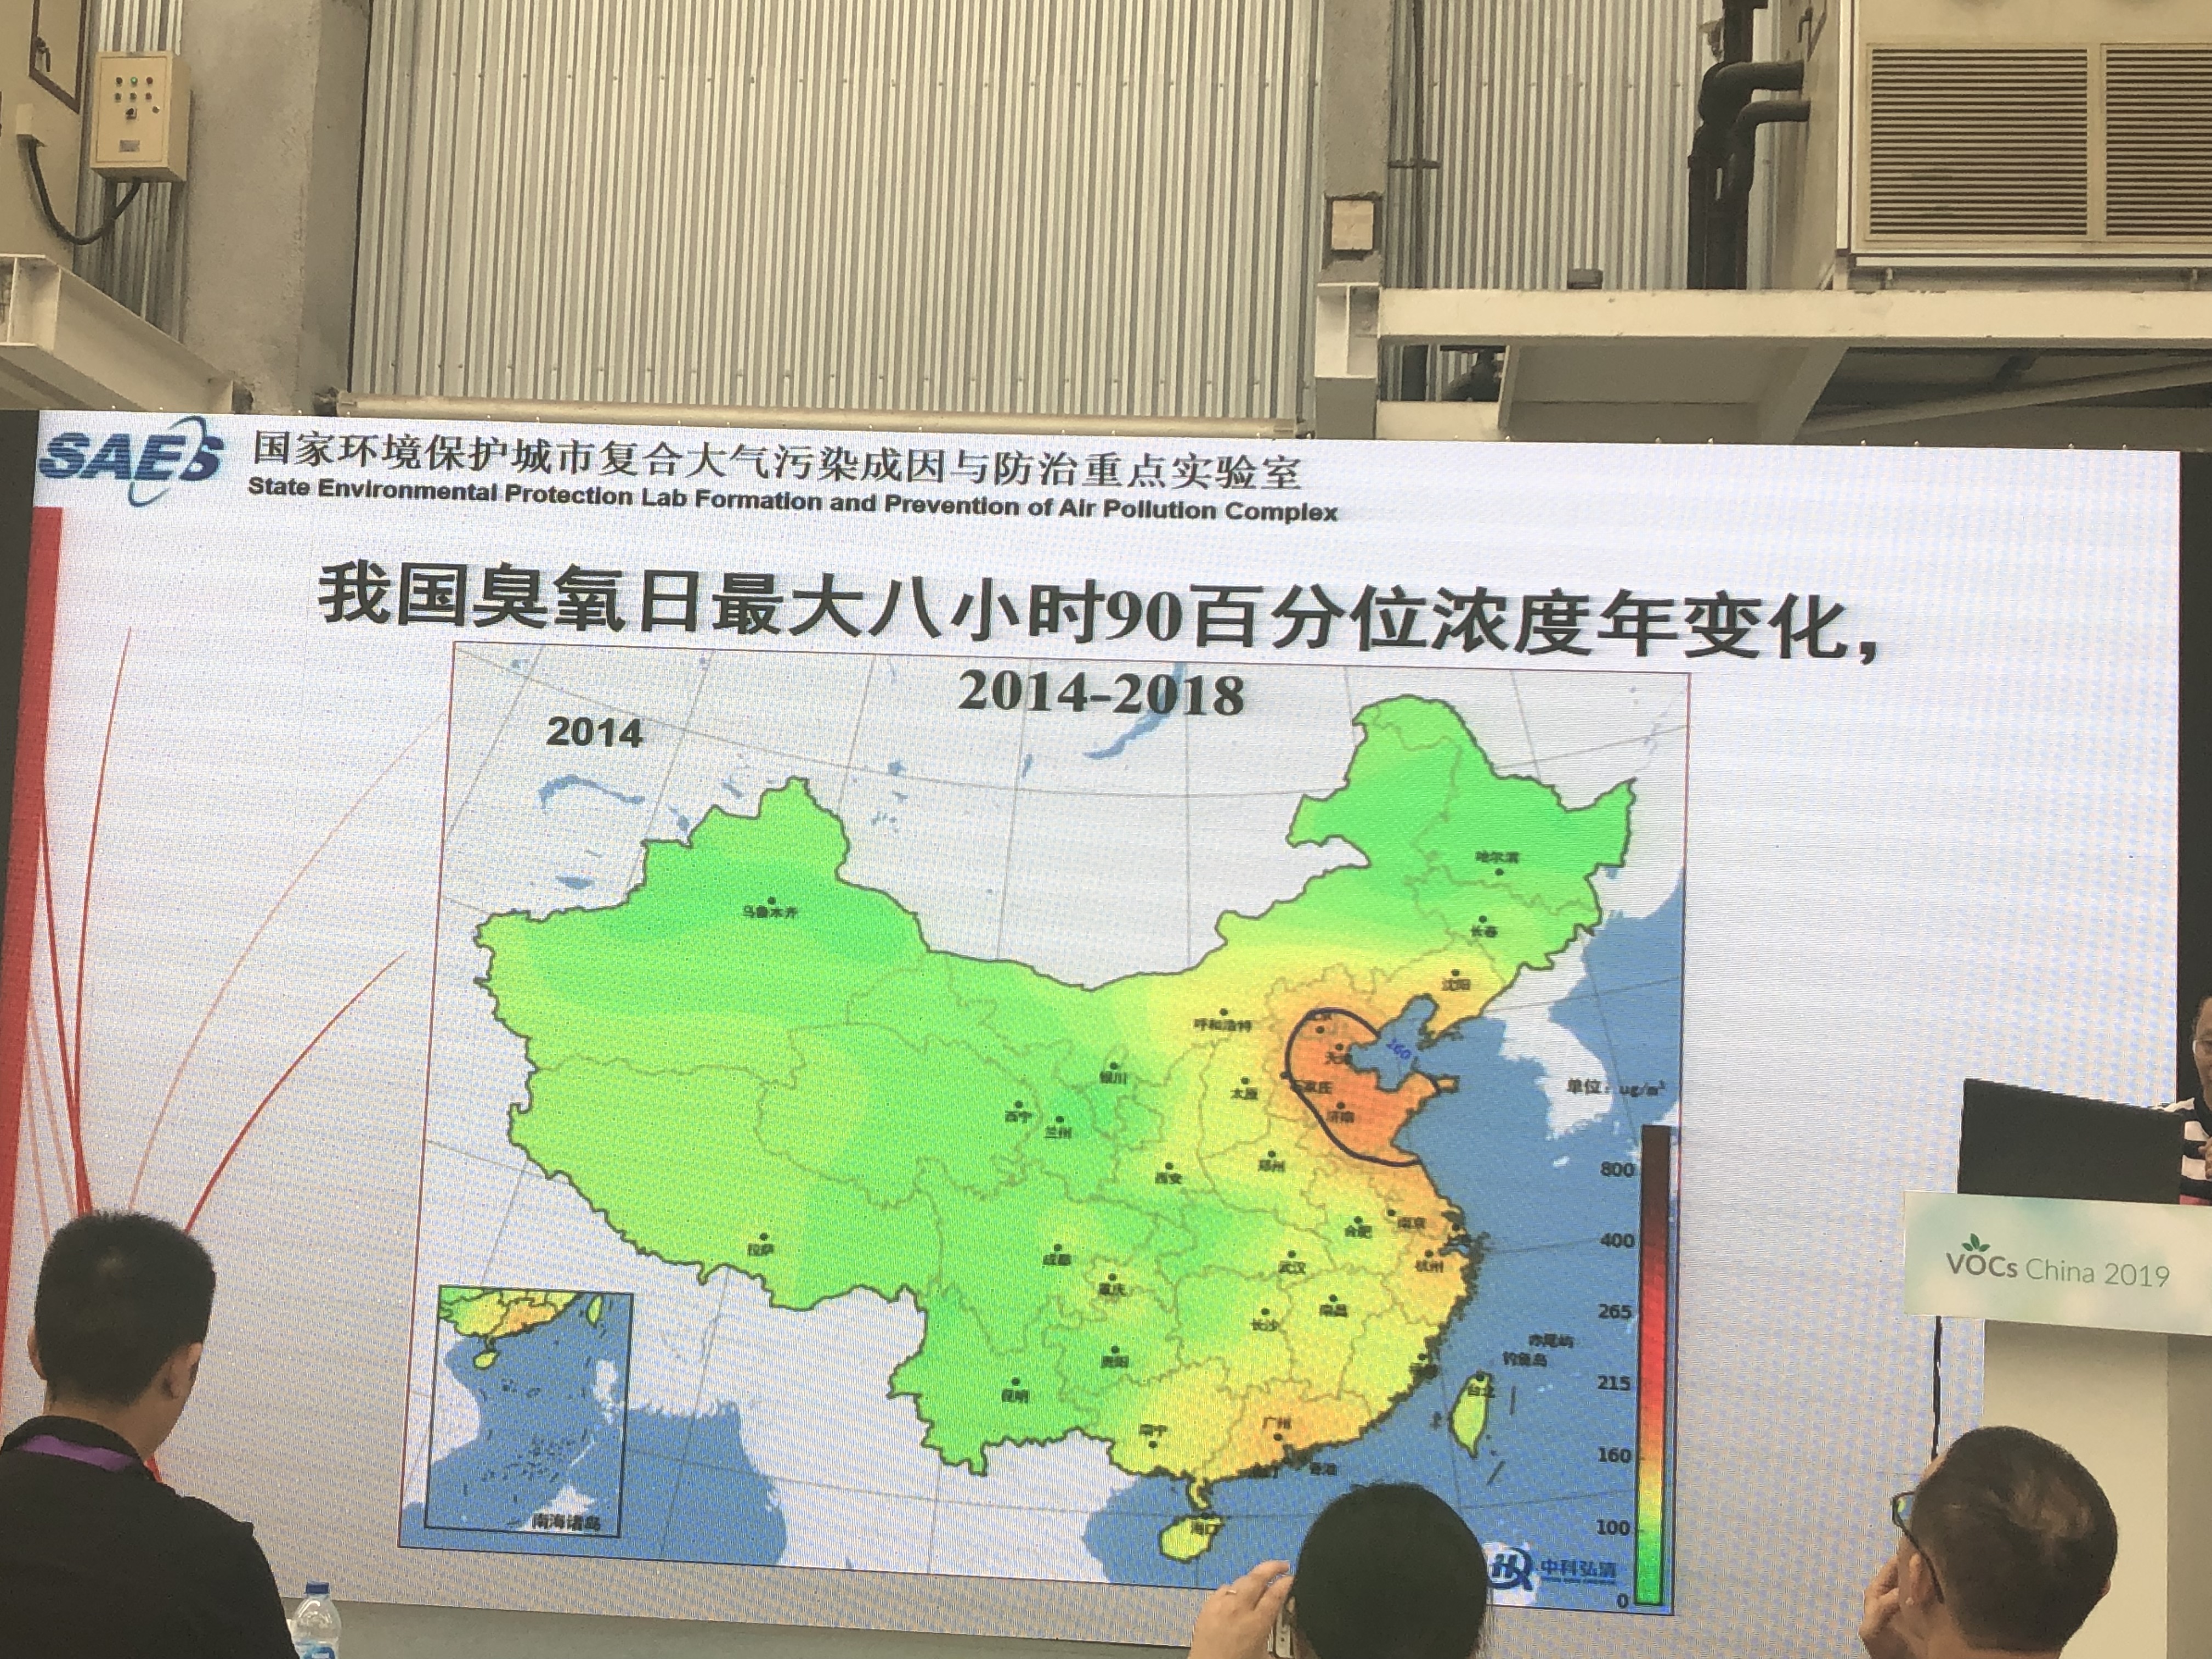 SAES
国家环境保护城市复合大气污染成因与防治重点实验室
State Environmental Protection Lab Formation and Prevention of Air Pollution Complex
我国臭氧日最大八小时90百分位浓度年变化，
2014-2018
2014
哈尔滨
乌鲁木齐
长春
沈阳
呼和浩特
天津
160
银川
太原
石家庄
单位：ug/m³
西宁
兰州
济南
郑州
西安
800
合肥
南京
400
拉萨
成都
武汉
杭州
VOCs China 2019
重庆
南昌
265
长沙
赤尾屿
钓鱼岛
贵阳
215
昆明
台北
广州
南宁
160
香港
海口
100
南海诸岛
中科弘清
0